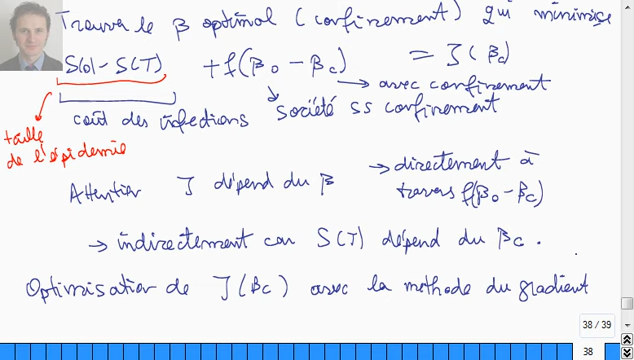 Trouver le β optimal (confinement) qui minimise
S(0) - S(T) + f(β₀ - βc) = J(βc)
→ avec confinement
coût des infections société ss confinement
taille
de l'épidémie
Attention J dépend du β → directement à
travers f(β₀ - βc)
→ indirectement car S(T) dépend du βc.
Optimisation de J(βc) avec la méthode du gradient
38 / 39
38